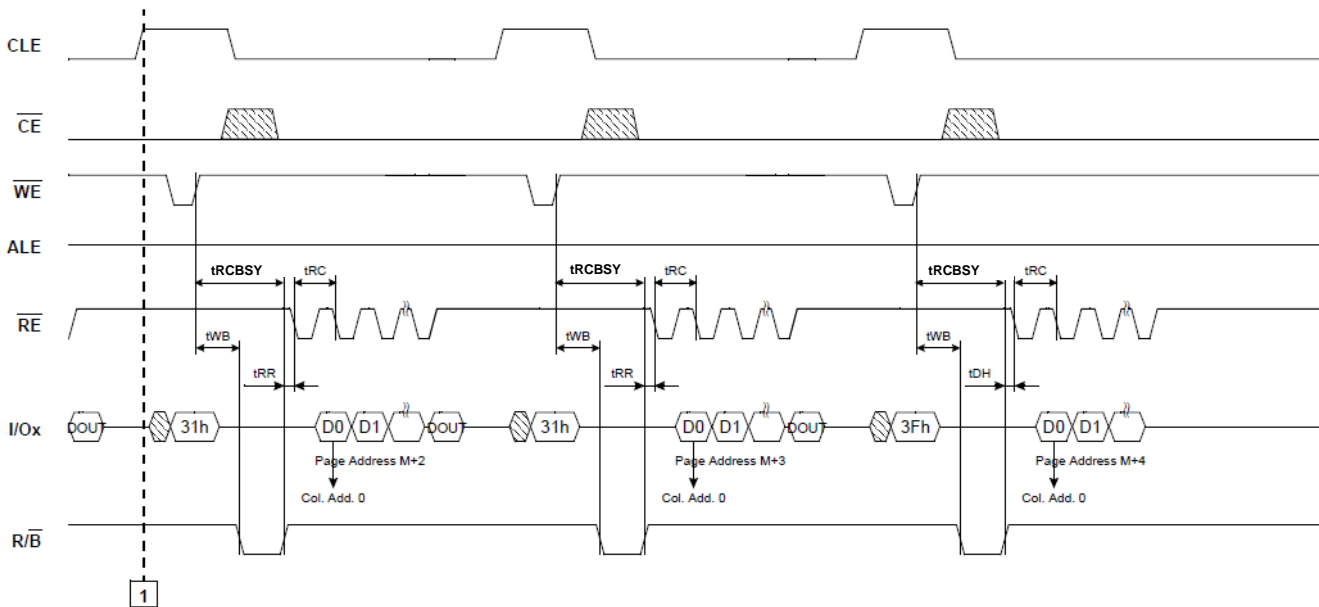 CLE
CE
WE
ALE
tRCBSY tRC tRCBSY tRC tRCBSY tRC
RE
tWB tWB tWB
tRR tRR tDH
I/Ox DOUT 31h D0 D1 DOUT 31h D0 D1 DOUT 3Fh D0 D1
Page Address M+2 Page Address M+3 Page Address M+4
Col. Add. 0 Col. Add. 0 Col. Add. 0
R/B
1